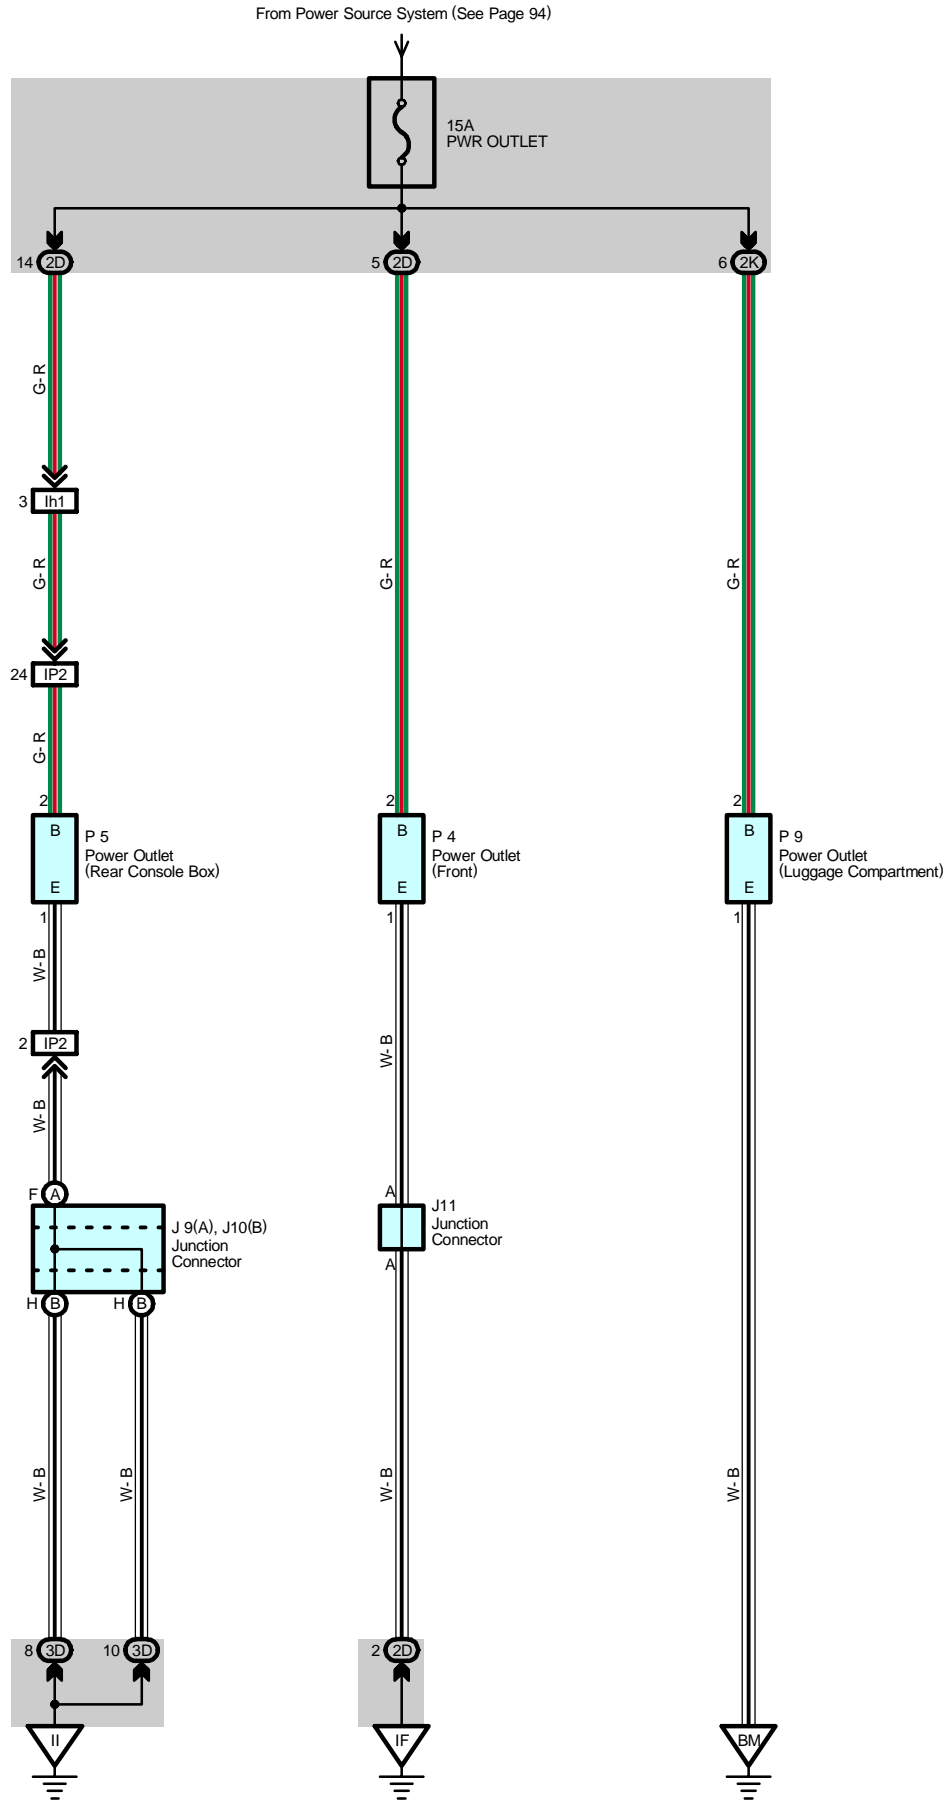 From Power Source System (See Page 94)
15A
PWR OUTLET
14 2D
5 2D
6 2K
G-R
3 Ih1
G-R
G-R
G-R
24 IP2
G-R
2
2
2
B
B
B
P 5
Power Outlet
(Rear Console Box)
P 4
Power Outlet
(Front)
P 9
Power Outlet
(Luggage Compartment)
E
E
E
1
1
1
W-B
2 IP2
W-B
W-B
F A
A
J 9(A), J10(B)
Junction
Connector
J11
Junction
Connector
A
H B
H B
W-B
W-B
W-B
W-B
8 3D
10 3D
2 2D
II
IF
BM